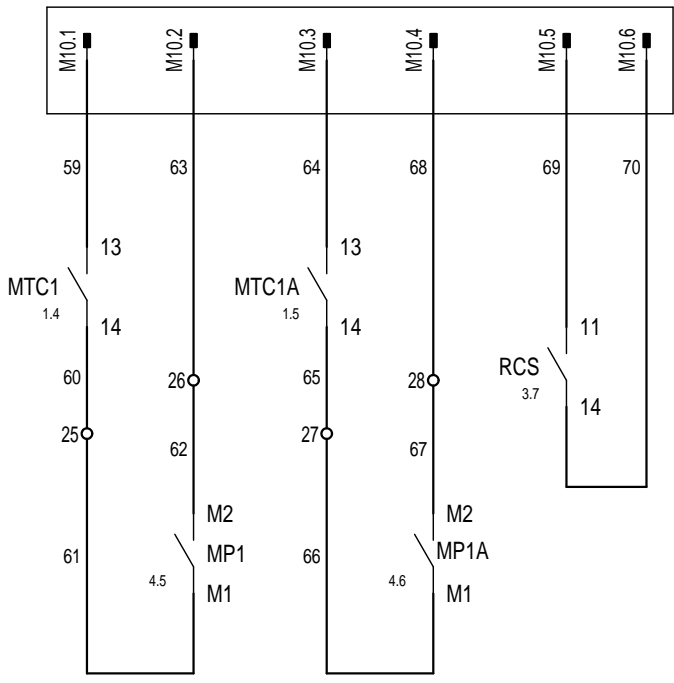 M10.1 M10.2 M10.3 M10.4 M10.5 M10.6
59 63 64 68 69 70
13 13
MTC1 MTC1A
1.4 1.5
14 14 11
RCS
60 26 65 28
3.7
14
25 27
62 67
M2 M2
61 MP1 66 MP1A
4.5 4.6
M1 M1